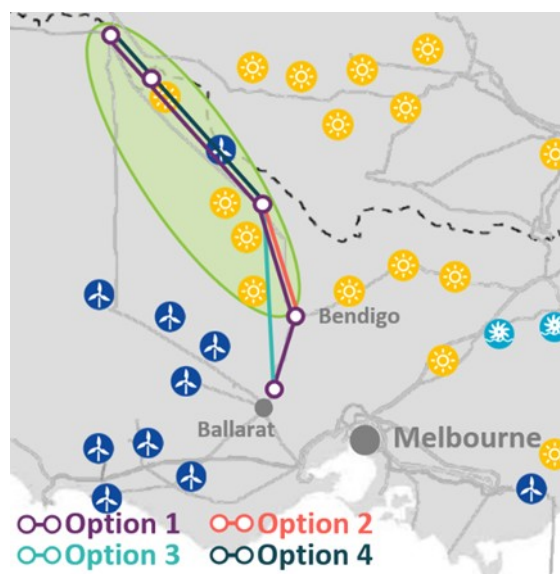 Bendigo
Ballarat
Melbourne
Option 1 Option 2
Option 3 Option 4